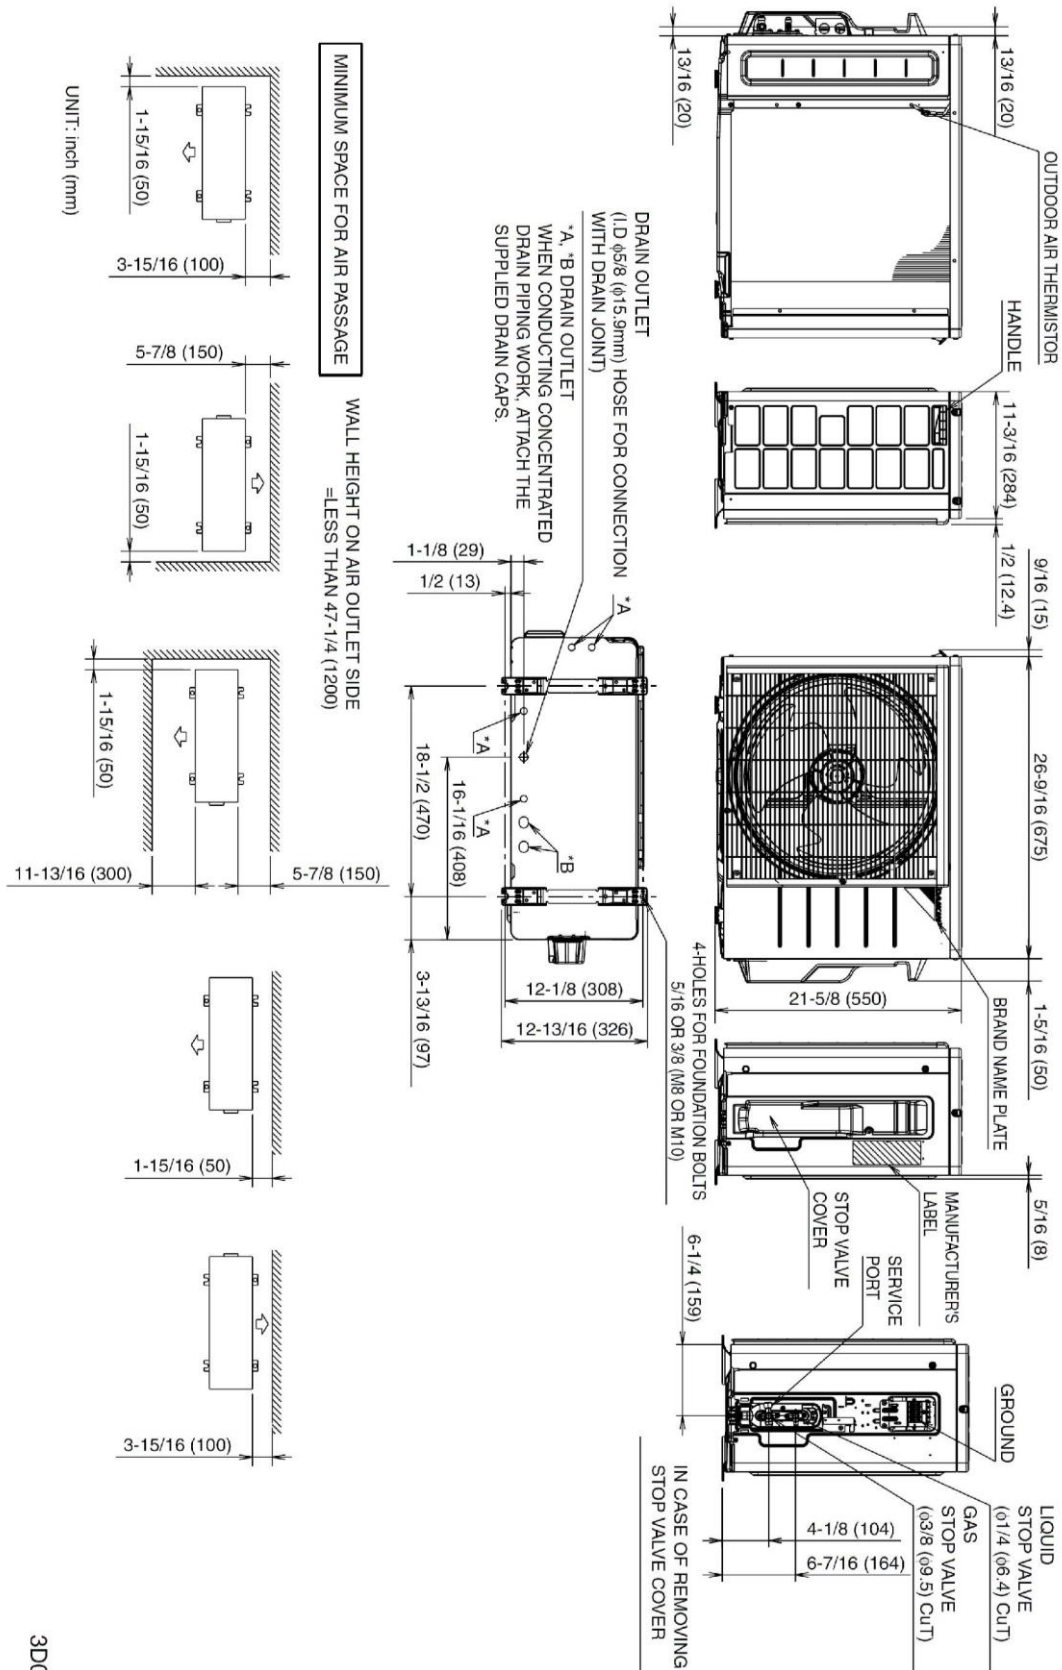 OUTDOOR AIR THERMISTOR
13/16 (20)
13/16 (20)
HANDLE
11-3/16 (284)
1/2 (12.4)
9/16 (15)
26-9/16 (675)
1-5/16 (50)
BRAND NAME PLATE
21-5/8 (550)
5/16 (8)
MANUFACTURER'S
LABEL
STOP VALVE
COVER
SERVICE
PORT
GROUND
LIQUID
STOP VALVE
(ϕ1/4 (ϕ6.4) CuT)
GAS
STOP VALVE
(ϕ3/8 (ϕ9.5) CuT)
6-1/4 (159)
4-1/8 (104)
6-7/16 (164)
IN CASE OF REMOVING
STOP VALVE COVER
DRAIN OUTLET
(I.D ϕ5/8 (ϕ15.9mm) HOSE FOR CONNECTION
WITH DRAIN JOINT)
*A, *B DRAIN OUTLET
WHEN CONDUCTING CONCENTRATED
DRAIN PIPING WORK, ATTACH THE
SUPPLIED DRAIN CAPS.
*A
*A
*A
*B
1-1/8 (29)
1/2 (13)
18-1/2 (470)
16-1/16 (408)
3-13/16 (97)
12-1/8 (308)
12-13/16 (326)
4-HOLES FOR FOUNDATION BOLTS
5/16 OR 3/8 (M8 OR M10)
MINIMUM SPACE FOR AIR PASSAGE
WALL HEIGHT ON AIR OUTLET SIDE
=LESS THAN 47-1/4 (1200)
1-15/16 (50)
3-15/16 (100)
5-7/8 (150)
1-15/16 (50)
1-15/16 (50)
11-13/16 (300)
5-7/8 (150)
1-15/16 (50)
3-15/16 (100)
UNIT: inch (mm)